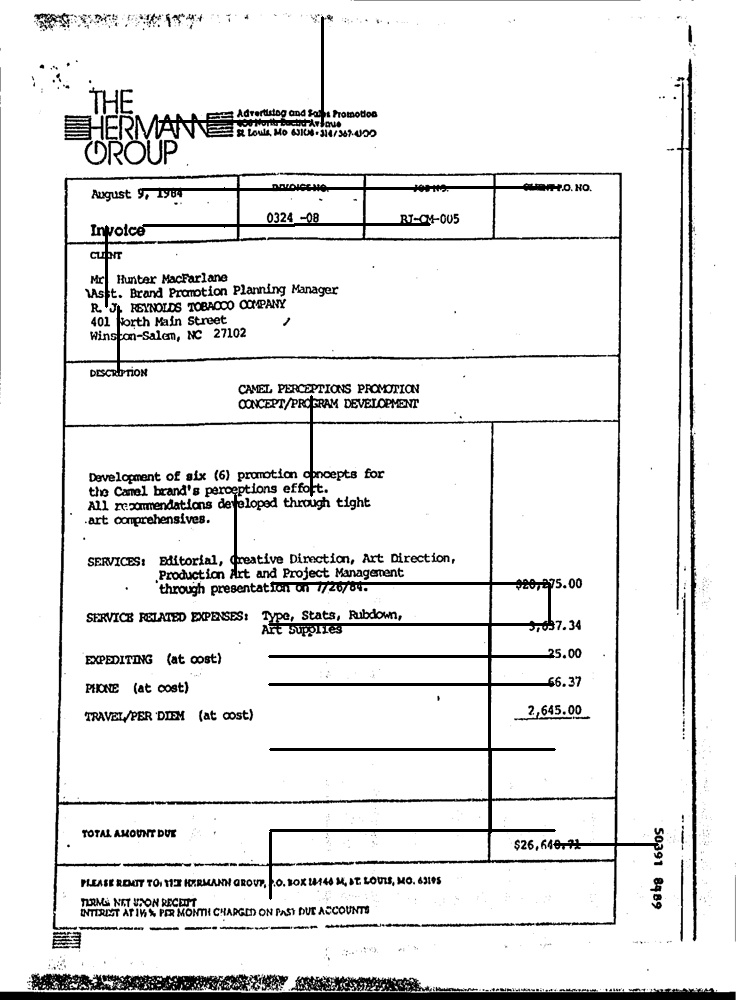 THE
HERMANN
GROUP
Advertising and Sales Promotion
North Euclid Avenue
St. Louis, Mo 63108 • 314/367-4300
August 9, 1984
INVOICE NO.
JOB NO.
CLIENT P.O. NO.
0324 -08
RJ-CM-005
Invoice
CLIENT
Mr. Hunter MacFarlane
Asst. Brand Promotion Planning Manager
R. J. REYNOLDS TOBACCO COMPANY
401 North Main Street
Winston-Salem, NC 27102
DESCRIPTION
CAMEL PERCEPTIONS PROMOTION
CONCEPT/PROGRAM DEVELOPMENT
Development of six (6) promotion concepts for
the Camel brand's perceptions effort.
All recommendations developed through tight
art comprehensives.
SERVICES: Editorial, Creative Direction, Art Direction,
Production Art and Project Management
through presentation on 7/26/84. $20,275.00
SERVICE RELATED EXPENSES: Type, Stats, Rubdown,
Art Supplies 3,637.34
EXPEDITING (at cost) 25.00
PHONE (at cost) 66.37
TRAVEL/PER DIEM (at cost) 2,645.00
TOTAL AMOUNT DUE
$26,648.71
PLEASE REMIT TO: THE HERMANN GROUP, P.O. BOX M, ST. LOUIS, MO. 63195
TERMS: NET UPON RECEIPT
INTEREST AT 1½% PER MONTH CHARGED ON PAST DUE ACCOUNTS
50391 8489